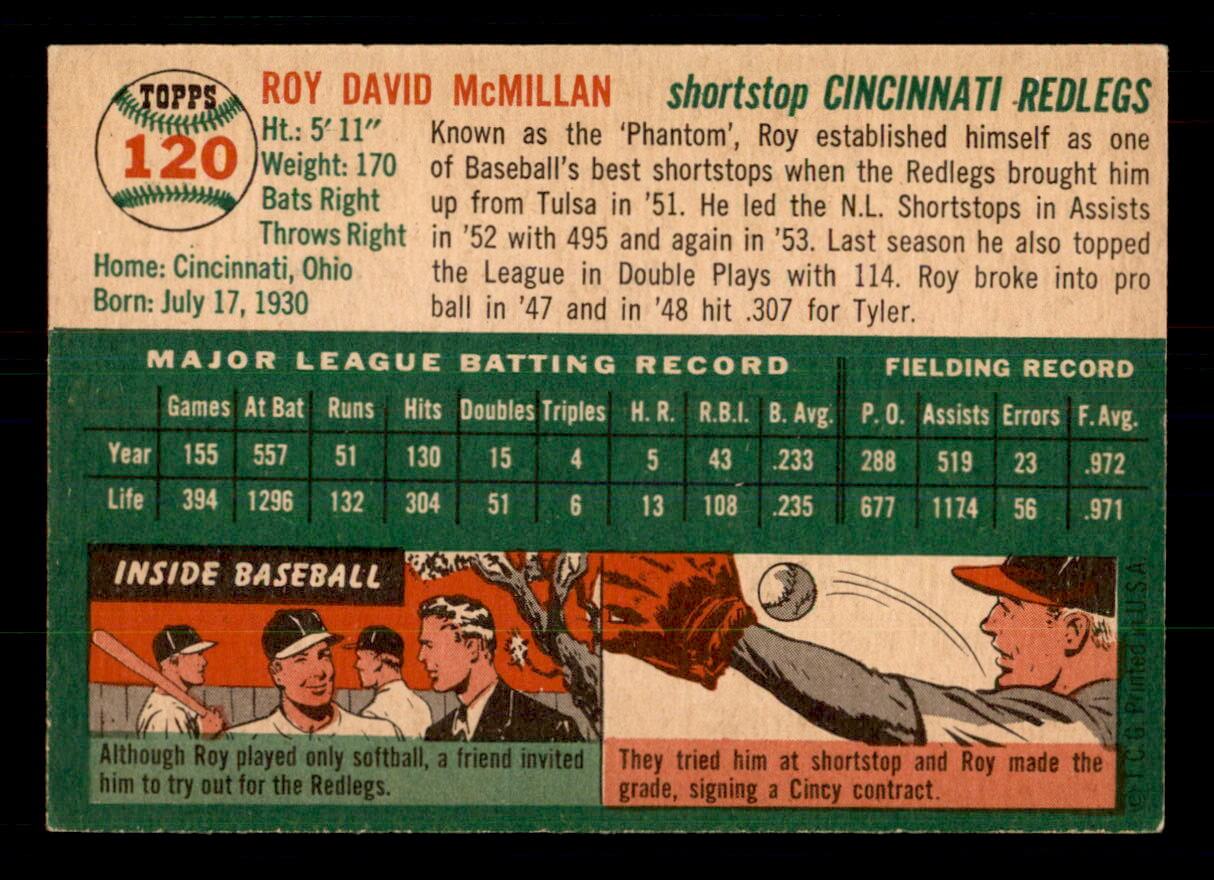 TOPPS
120
ROY DAVID McMILLAN shortstop CINCINNATI REDLEGS
Ht.: 5' 11"
Weight: 170
Bats Right
Throws Right
Home: Cincinnati, Ohio
Born: July 17, 1930
Known as the 'Phantom', Roy established himself as one
of Baseball's best shortstops when the Redlegs brought him
up from Tulsa in '51. He led the N.L. Shortstops in Assists
in '52 with 495 and again in '53. Last season he also topped
the League in Double Plays with 114. Roy broke into pro
ball in '47 and in '48 hit .307 for Tyler.
MAJOR LEAGUE BATTING RECORD FIELDING RECORD
Games At Bat Runs Hits Doubles Triples H. R. R.B.I. B. Avg. P. O. Assists Errors F. Avg.
Year 155 557 51 130 15 4 5 43 .233 288 519 23 .972
Life 394 1296 132 304 51 6 13 108 .235 677 1174 56 .971
INSIDE BASEBALL
Although Roy played only softball, a friend invited
him to try out for the Redlegs.
They tried him at shortstop and Roy made the
grade, signing a Cincy contract.
© T. C. G. Printed in U.S.A.